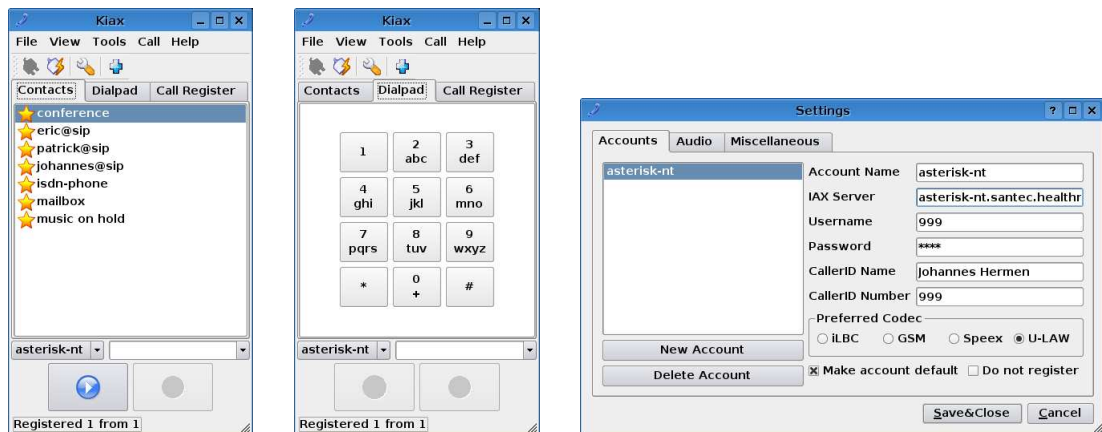 Kiax
File View Tools Call Help
Contacts Dialpad Call Register
conference
eric@sip
patrick@sip
johannes@sip
isdn-phone
mailbox
music on hold
asterisk-nt
Registered 1 from 1
Kiax
File View Tools Call Help
Contacts Dialpad Call Register
1 2 3
abc def
4 5 6
ghi jkl mno
7 8 9
pqrs tuv wxyz
* 0 #
+
asterisk-nt
Registered 1 from 1
Settings
Accounts Audio Miscellaneous
asterisk-nt
New Account
Delete Account
Account Name asterisk-nt
IAX Server asterisk-nt.santec.healthr
Username 999
Password ****
CallerID Name Johannes Hermen
CallerID Number 999
Preferred Codec
iLBC GSM Speex U-LAW
Make account default Do not register
Save&Close Cancel